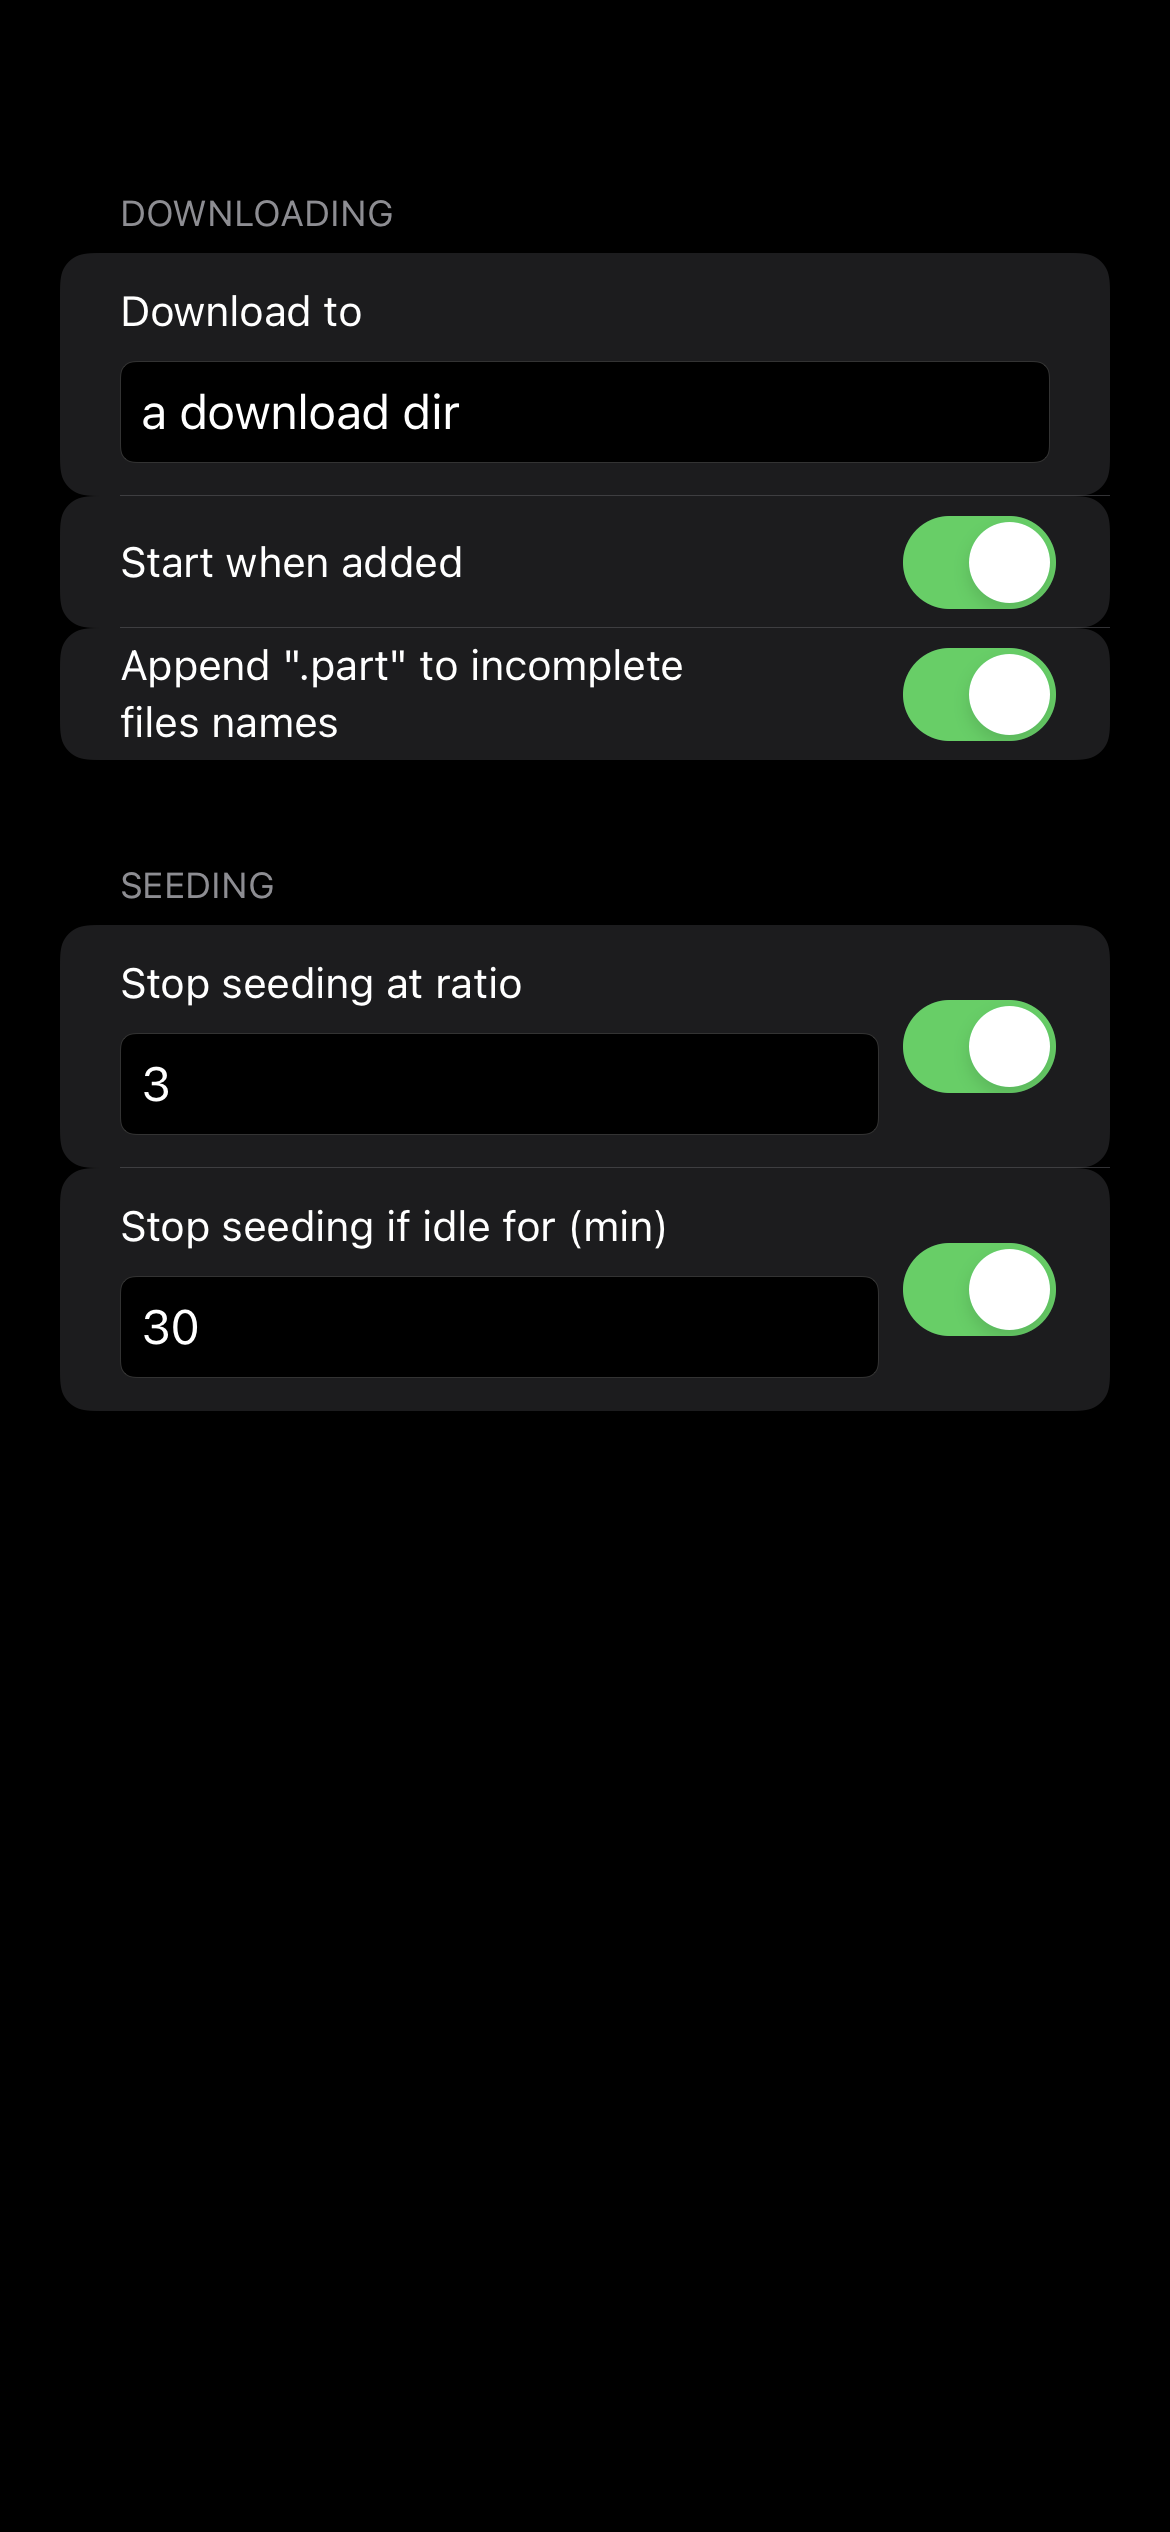 DOWNLOADING
Download to
a download dir
Start when added
Append ".part" to incomplete
files names
SEEDING
Stop seeding at ratio
3
Stop seeding if idle for (min)
30